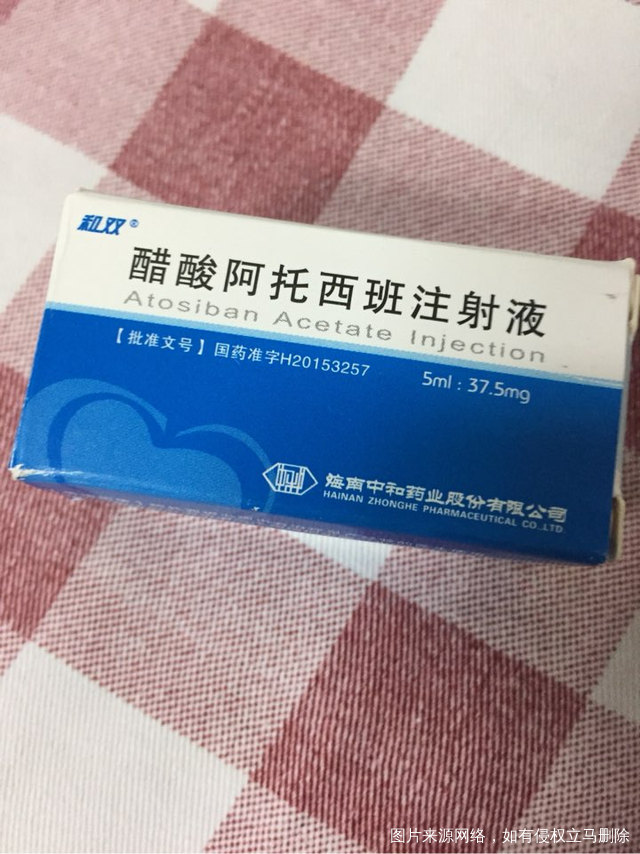 和双®
醋酸阿托西班注射液
Atosiban Acetate Injection
【批准文号】国药准字H20153257
5ml:37.5mg
海南中和药业股份有限公司
HAINAN ZHONGHE PHARMACEUTICAL CO.,LTD.
图片来源网络，如有侵权立马删除